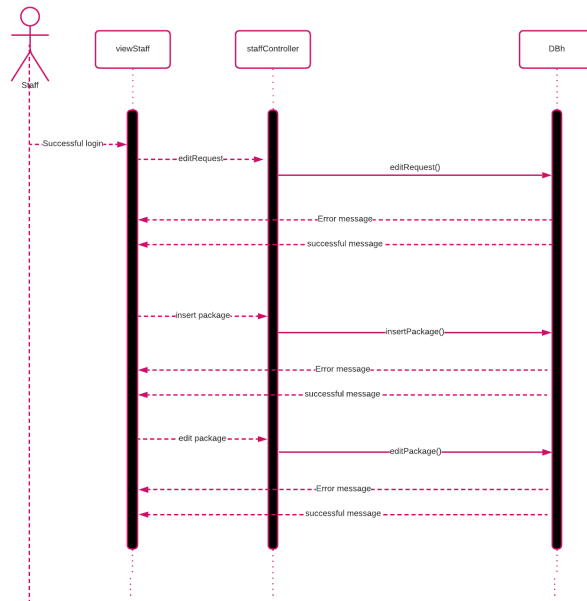 viewStaff
staffController
DBh
Staff
Successful login
editRequest
editRequest()
Error message
successful message
insert package
insertPackage()
Error message
successful message
edit package
editPackage()
Error message
successful message